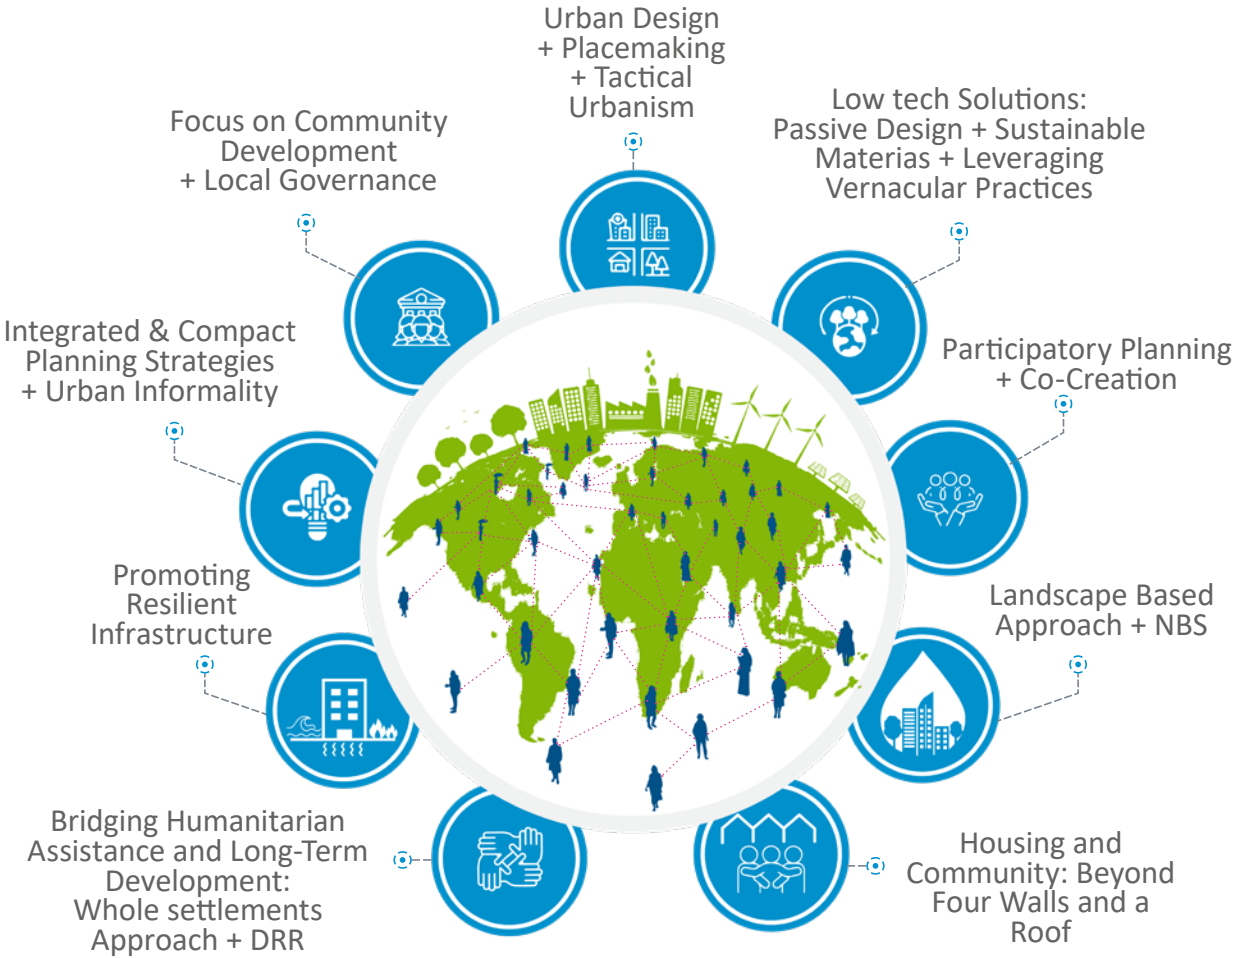 Urban Design
+ Placemaking
+ Tactical
Urbanism
Low tech Solutions:
Passive Design + Sustainable
Materias + Leveraging
Vernacular Practices
Participatory Planning
+ Co-Creation
Landscape Based
Approach + NBS
Housing and
Community: Beyond
Four Walls and a
Roof
Bridging Humanitarian
Assistance and Long-Term
Development:
Whole settlements
Approach + DRR
Promoting
Resilient
Infrastructure
Integrated & Compact
Planning Strategies
+ Urban Informality
Focus on Community
Development
+ Local Governance